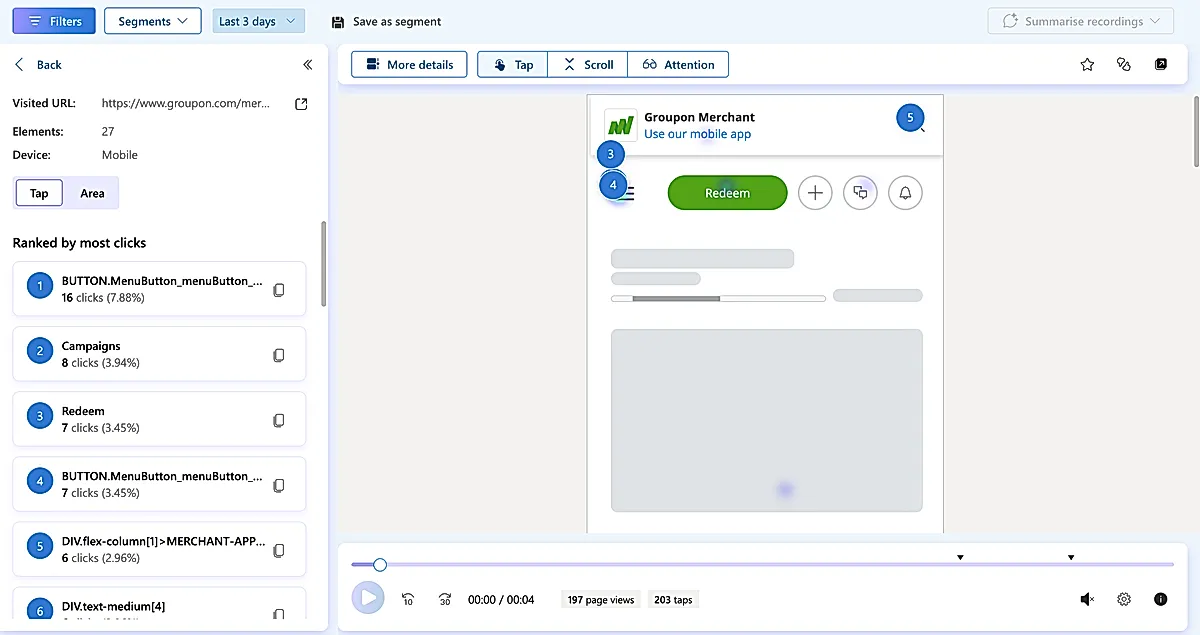 Filters
Segments
Last 3 days
Save as segment
Summarise recordings
Back
Visited URL: https://www.groupon.com/mer...
Elements: 27
Device: Mobile
Tap
Area
Ranked by most clicks
1
BUTTON.MenuButton_menuButton_...
16 clicks (7.88%)
2
Campaigns
8 clicks (3.94%)
3
Redeem
7 clicks (3.45%)
4
BUTTON.MenuButton_menuButton_...
7 clicks (3.45%)
5
DIV.flex-column[1]>MERCHANT-APP...
6 clicks (2.96%)
6
DIV.text-medium[4]
More details
Tap
Scroll
Attention
Groupon Merchant
Use our mobile app
5
3
4
Redeem
10
30
00:00 / 00:04
197 page views
203 taps